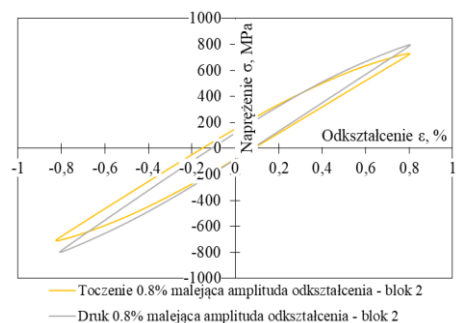 1000
800
600
400
200
0
-200
-400
-600
-800
-1000
Naprężenie σ, MPa
Odkształcenie ε, %
-1 -0,8 -0,6 -0,4 -0,2 0 0,2 0,4 0,6 0,8 1
Toczenie 0.8% malejąca amplituda odkształcenia - blok 2
Druk 0.8% malejąca amplituda odkształcenia - blok 2